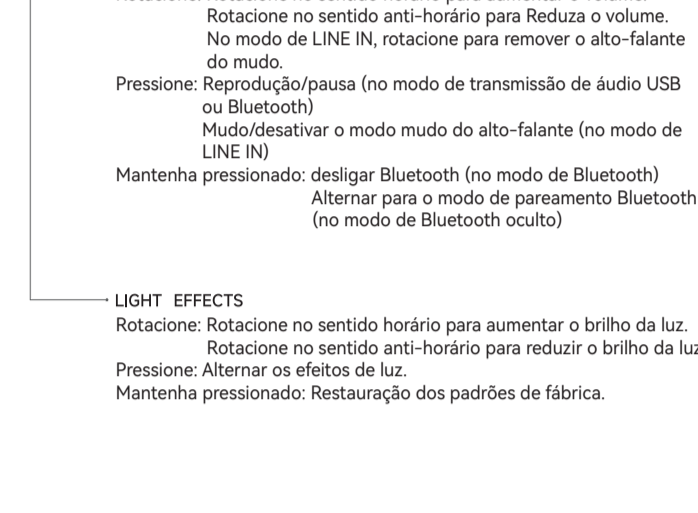 Rotacione no sentido anti-horário para Reduza o volume.
No modo de LINE IN, rotacione para remover o alto-falante
do mudo.
Pressione: Reprodução/pausa (no modo de transmissão de áudio USB
ou Bluetooth)
Mudo/desativar o modo mudo do alto-falante (no modo de
LINE IN)
Mantenha pressionado: desligar Bluetooth (no modo de Bluetooth)
Alternar para o modo de pareamento Bluetooth
(no modo de Bluetooth oculto)
LIGHT EFFECTS
Rotacione: Rotacione no sentido horário para aumentar o brilho da luz.
Rotacione no sentido anti-horário para reduzir o brilho da luz
Pressione: Alternar os efeitos de luz.
Mantenha pressionado: Restauração dos padrões de fábrica.